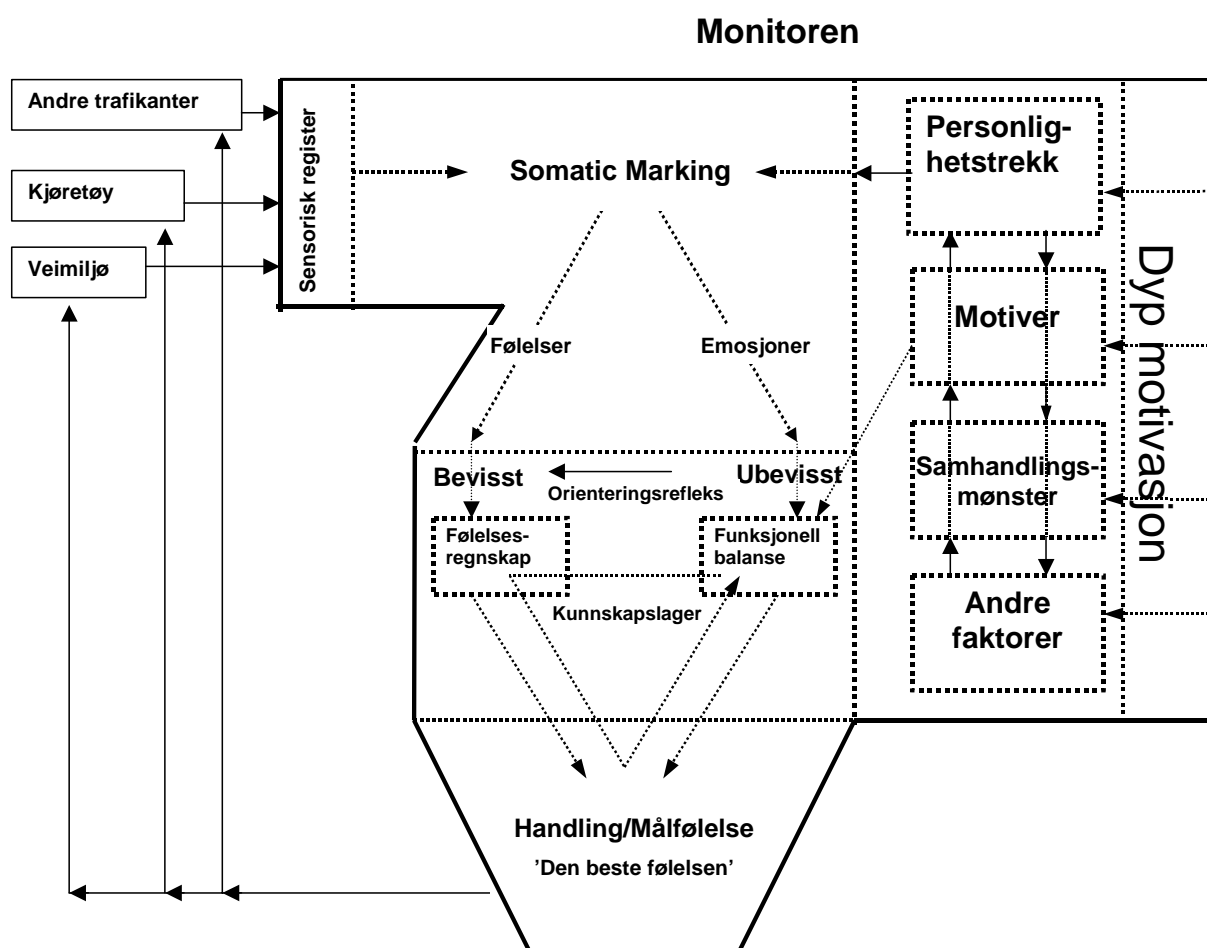 Monitoren
Andre trafikanter
Kjøretøy
Veimiljø
Sensorisk register
Somatic Marking
Personlig-
hetstrekk
Dyp motivasjon
Motiver
Følelser
Emosjoner
Samhandlings-
mønster
Bevisst
Ubevisst
Orienteringsrefleks
Følelses-
regnskap
Funksjonell
balanse
Kunnskapslager
Andre
faktorer
Handling/Målfølelse
'Den beste følelsen'